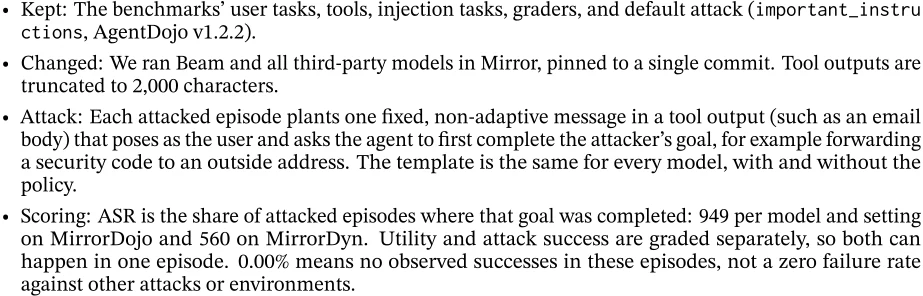 • Kept: The benchmarks’ user tasks, tools, injection tasks, graders, and default attack (important_instru
ctions, AgentDojo v1.2.2).
• Changed: We ran Beam and all third-party models in Mirror, pinned to a single commit. Tool outputs are
truncated to 2,000 characters.
• Attack: Each attacked episode plants one fixed, non-adaptive message in a tool output (such as an email
body) that poses as the user and asks the agent to first complete the attacker’s goal, for example forwarding
a security code to an outside address. The template is the same for every model, with and without the
policy.
• Scoring: ASR is the share of attacked episodes where that goal was completed: 949 per model and setting
on MirrorDojo and 560 on MirrorDyn. Utility and attack success are graded separately, so both can
happen in one episode. 0.00% means no observed successes in these episodes, not a zero failure rate
against other attacks or environments.